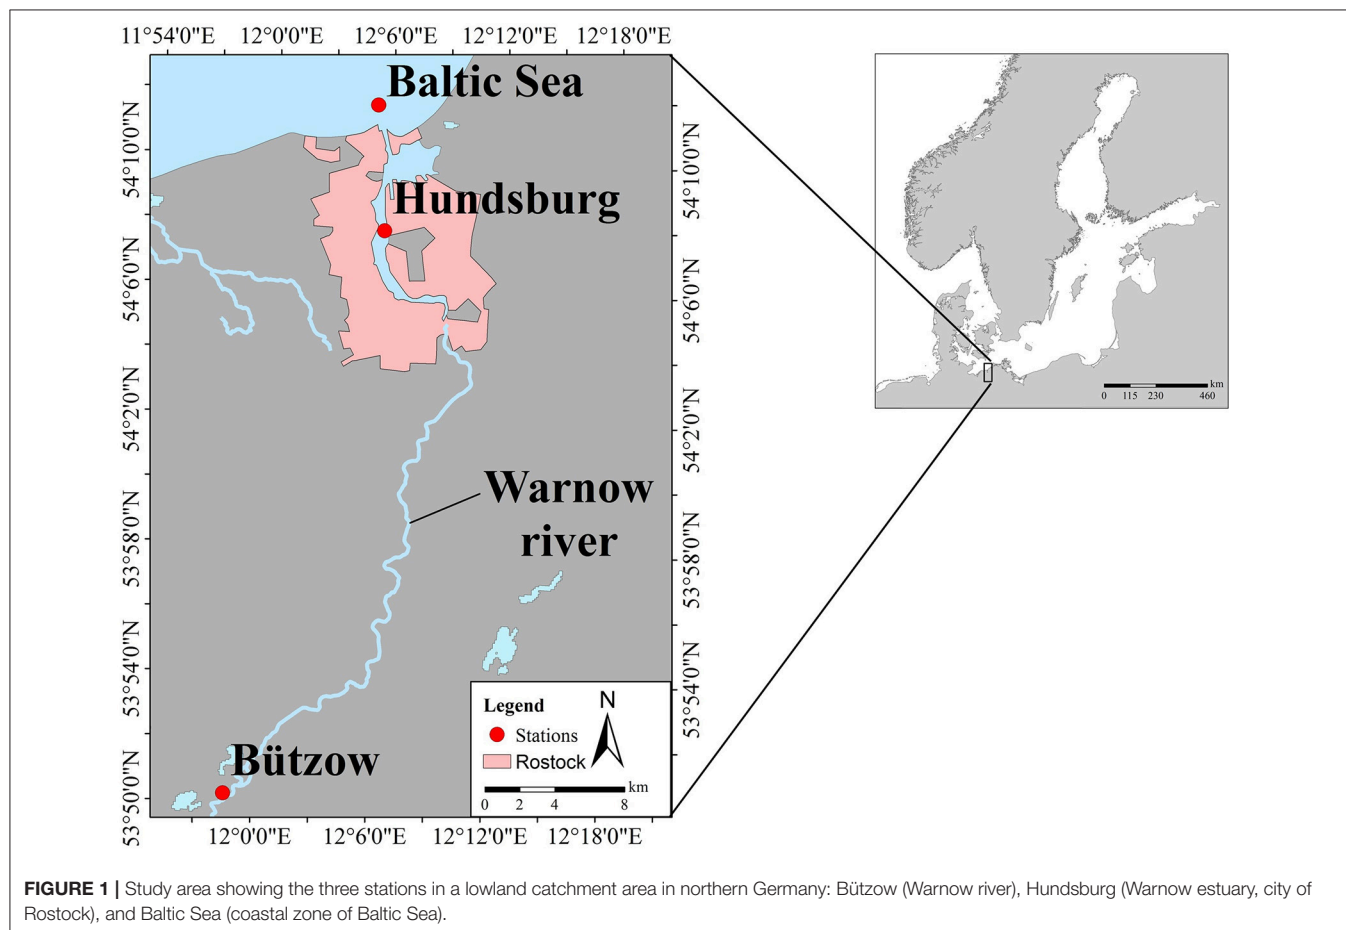 11°54'0"E 12°0'0"E 12°6'0"E 12°12'0"E 12°18'0"E
Baltic Sea
Hundsburg
Warnow
river
Bützow
54°10'0"N
54°6'0"N
54°2'0"N
53°58'0"N
53°54'0"N
53°50'0"N
54°10'0"N
54°6'0"N
54°2'0"N
53°58'0"N
53°54'0"N
Legend
N
Stations
Rostock
km
0 2 4 8
12°0'0"E 12°6'0"E 12°12'0"E 12°18'0"E
km
0 115 230 460
FIGURE 1 | Study area showing the three stations in a lowland catchment area in northern Germany: Bützow (Warnow river), Hundsburg (Warnow estuary, city of
Rostock), and Baltic Sea (coastal zone of Baltic Sea).